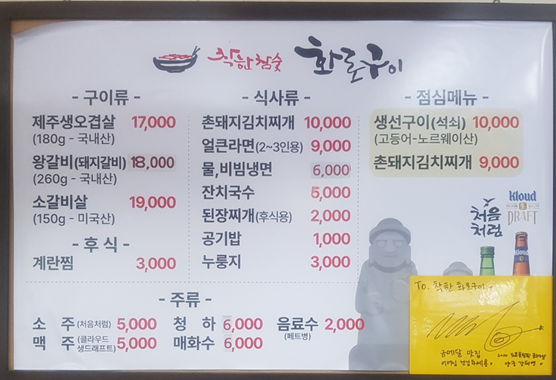 착한참숯 화로구이
- 구이류 -
제주생오겹살 17,000
(180g - 국내산)
왕갈비(돼지갈비) 18,000
(260g - 국내산)
소갈비살 19,000
(150g - 미국산)
- 후 식 -
계란찜 3,000
- 식사류 -
촌돼지김치찌개 10,000
얼큰라면(2~3인용) 9,000
물,비빔냉면 6,000
잔치국수 5,000
된장찌개(후식용) 2,000
공기밥 1,000
누룽지 3,000
- 점심메뉴 -
생선구이(석쇠) 10,000
(고등어-노르웨이산)
촌돼지김치찌개 9,000
- 주류 -
소 주(처음처럼) 5,000 청 하 6,000 음료수 2,000
(페트병)
맥 주(클라우드 생드래프트) 5,000 매화수 6,000
처음
처럼
Kloud
DRAFT
To. 착한 화로구이
금메달 맛집